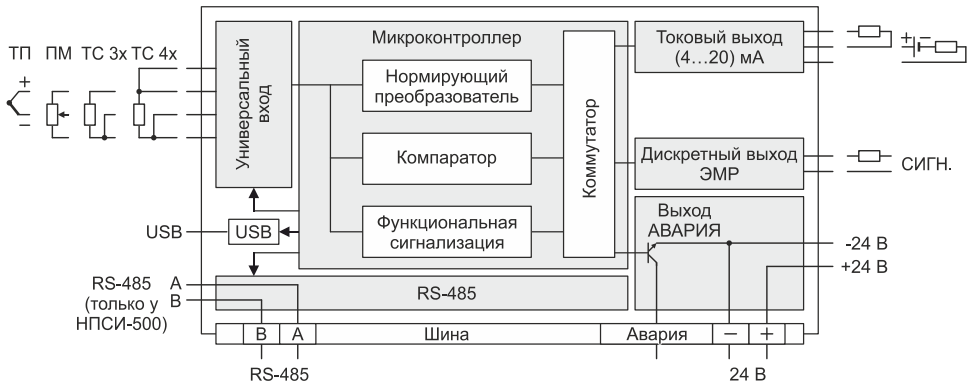 ТП ПМ ТС 3х ТС 4х
+
–
Универсальный
вход
Микроконтроллер
Нормирующий
преобразователь
Компаратор
Функциональная
сигнализация
Коммутатор
Токовый выход
(4...20) мА
+ –
Дискретный выход
ЭМР
СИГН.
Выход
АВАРИЯ
-24 В
+24 В
USB
USB
RS-485 А
(только у В
НПСИ-500)
RS-485
В А Шина Авария – +
RS-485
24 В